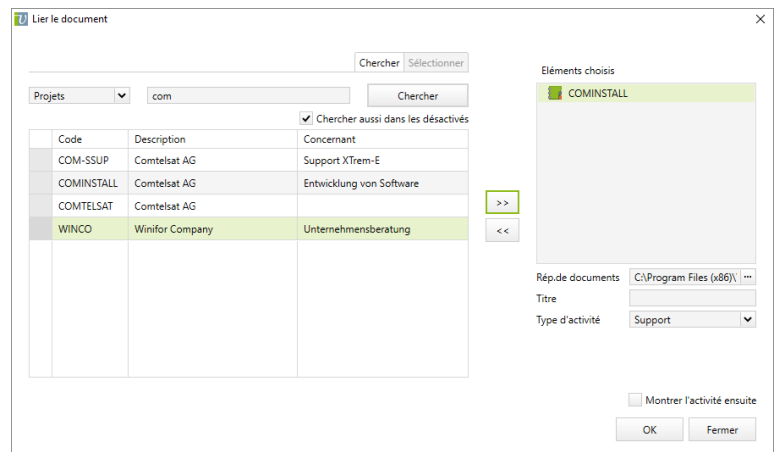 Lier le document
Chercher Sélectionner
Projets com Chercher
Chercher aussi dans les désactivés
Code Description Concernant
COM-SSUP Comtelsat AG Support XTrem-E
COMINSTALL Comtelsat AG Entwicklung von Software
COMTELSAT Comtelsat AG
WINCO Winifor Company Unternehmensberatung
>>
<<
Eléments choisis
COMINSTALL
Rép.de documents C:\Program Files (x86)\ ...
Titre
Type d'activité Support
Montrer l'activité ensuite
OK Fermer